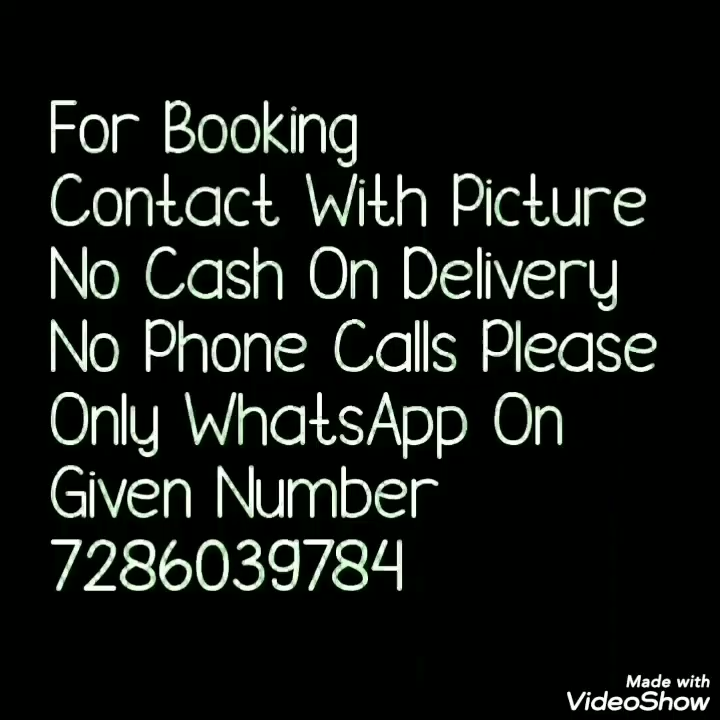 For Booking
Contact With Picture
No Cash On Delivery
No Phone Calls Please
Only WhatsApp On
Given Number
7286039784
Made with
VideoShow